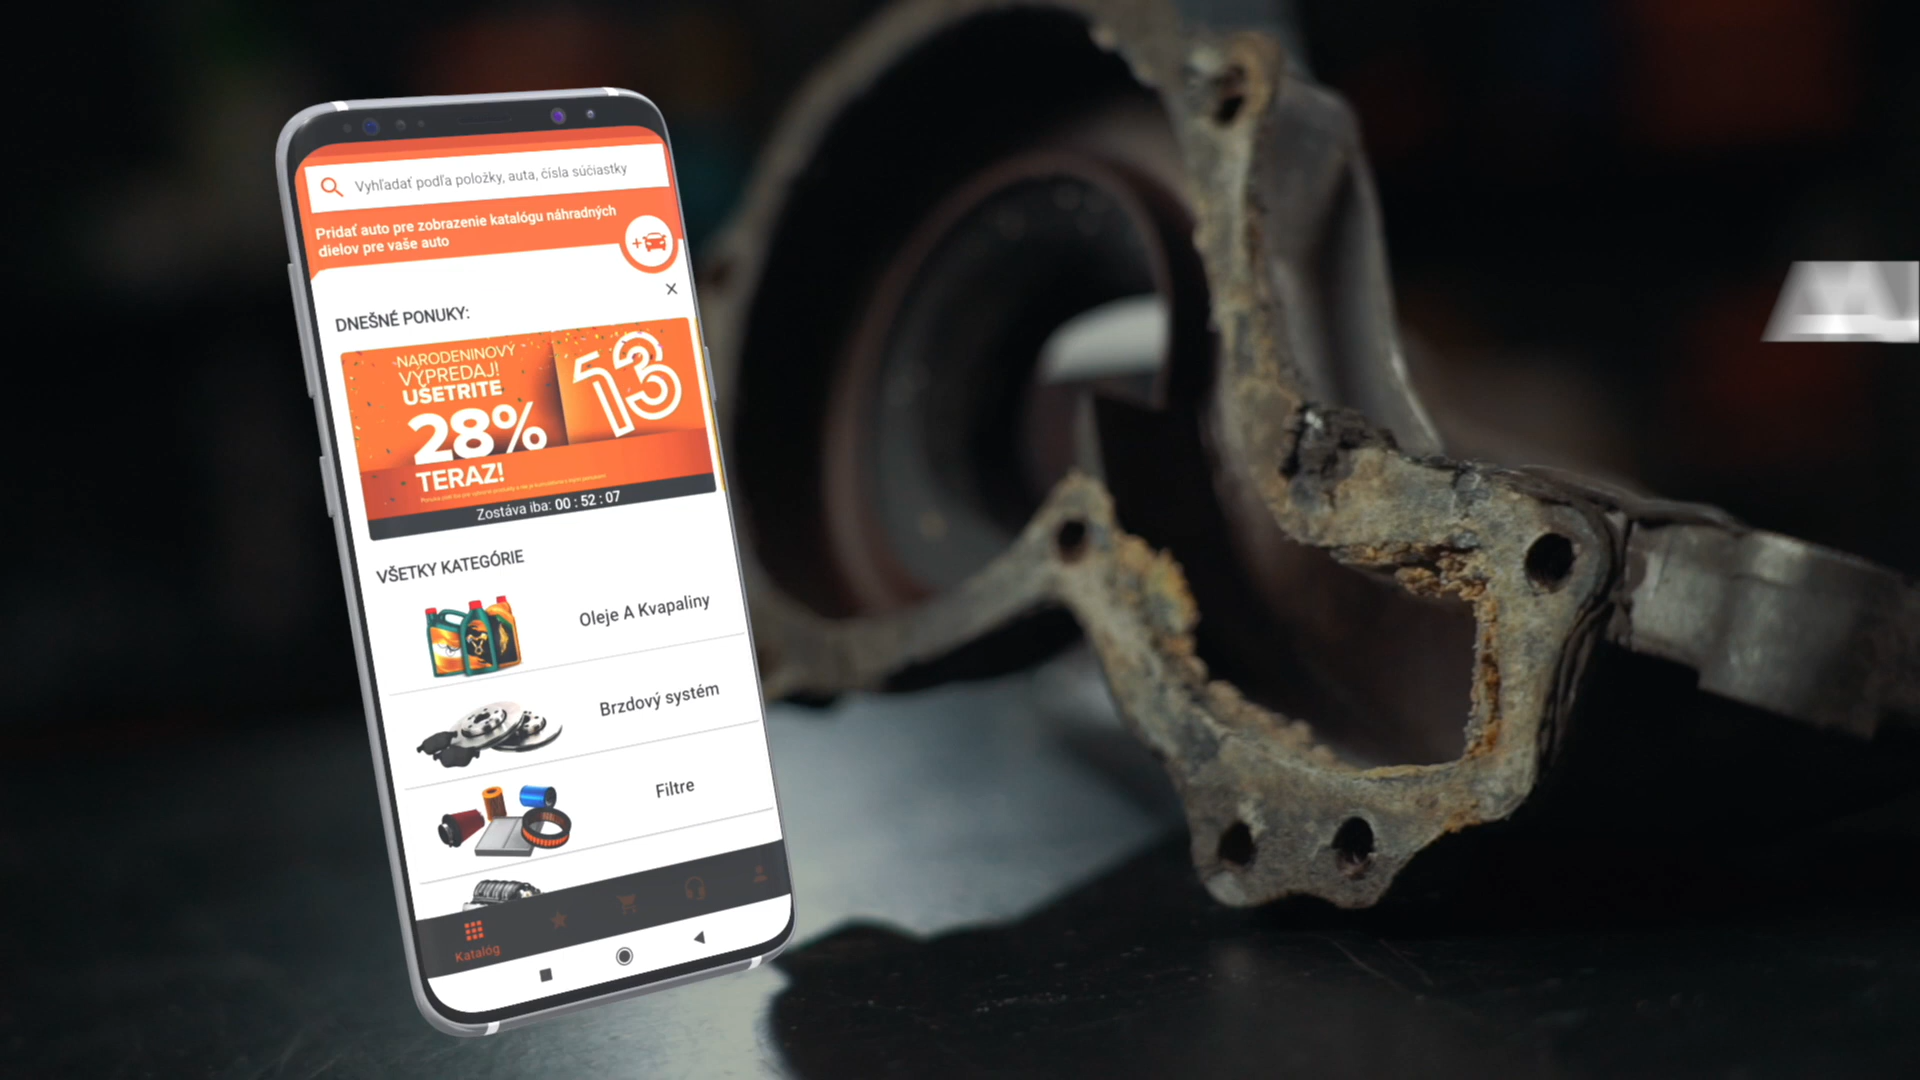 Vyhľadať podľa položky, auta, čísla súčiastky
Pridať auto pre zobrazenie katalógu náhradných
dielov pre vaše auto
DNEŠNÉ PONUKY:
NARODENINOVÝ
VÝPREDAJ!
UŠETRITE
28%
TERAZ!
13
Zostáva iba: 00 : 52 : 07
VŠETKY KATEGÓRIE
Oleje A Kvapaliny
Brzdový systém
Filtre
Katalóg